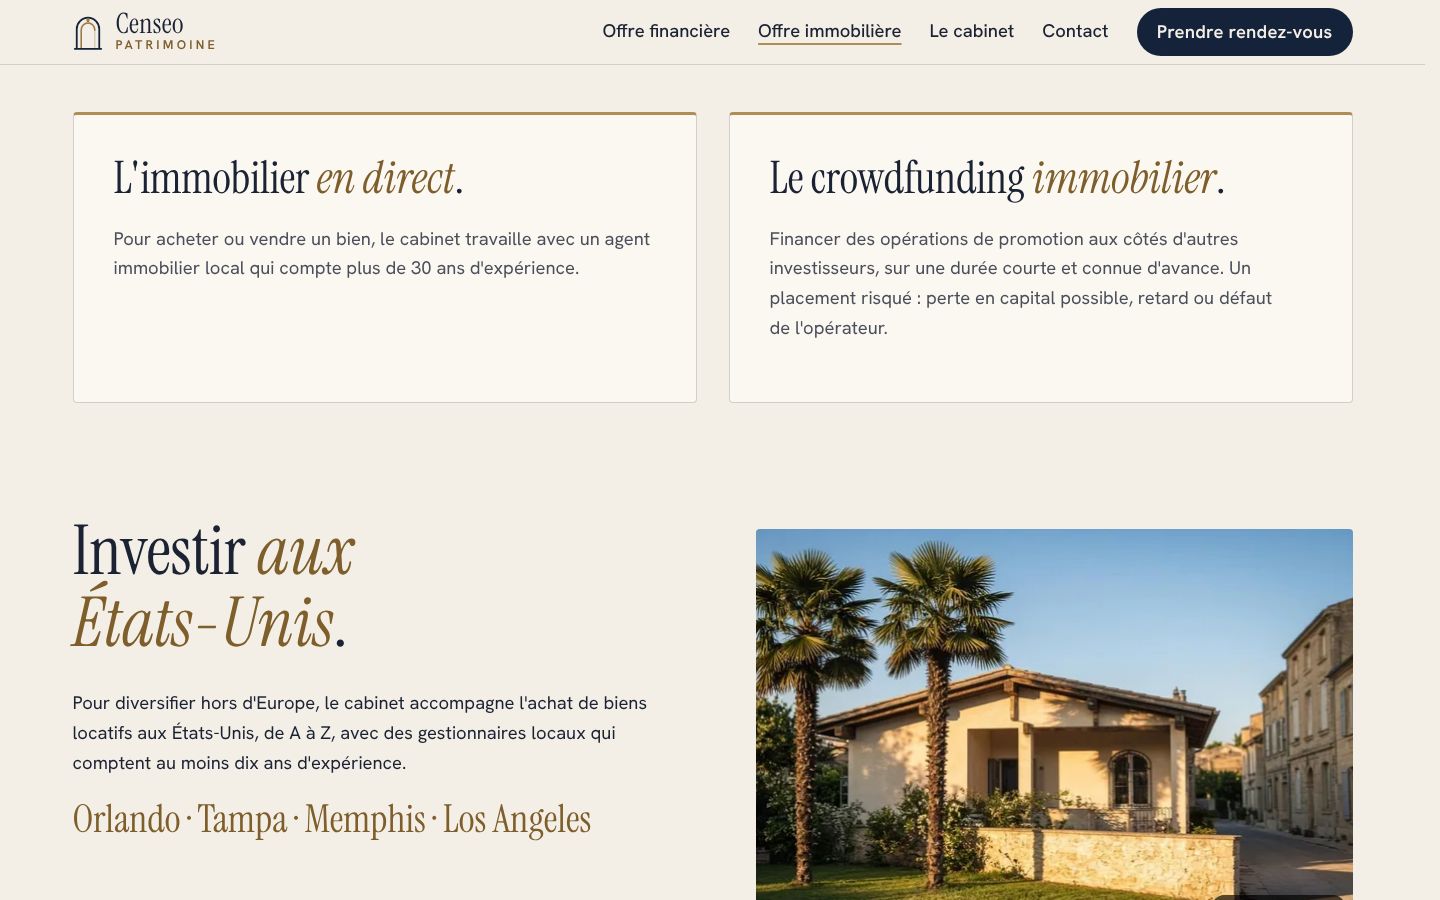 Censeo
PATRIMOINE
Offre financière
Offre immobilière
Le cabinet
Contact
Prendre rendez-vous
L'immobilier en direct.
Pour acheter ou vendre un bien, le cabinet travaille avec un agent
immobilier local qui compte plus de 30 ans d'expérience.
Le crowdfunding immobilier.
Financer des opérations de promotion aux côtés d'autres
investisseurs, sur une durée courte et connue d'avance. Un
placement risqué : perte en capital possible, retard ou défaut
de l'opérateur.
Investir aux
États-Unis.
Pour diversifier hors d'Europe, le cabinet accompagne l'achat de biens
locatifs aux États-Unis, de A à Z, avec des gestionnaires locaux qui
comptent au moins dix ans d'expérience.
Orlando · Tampa · Memphis · Los Angeles